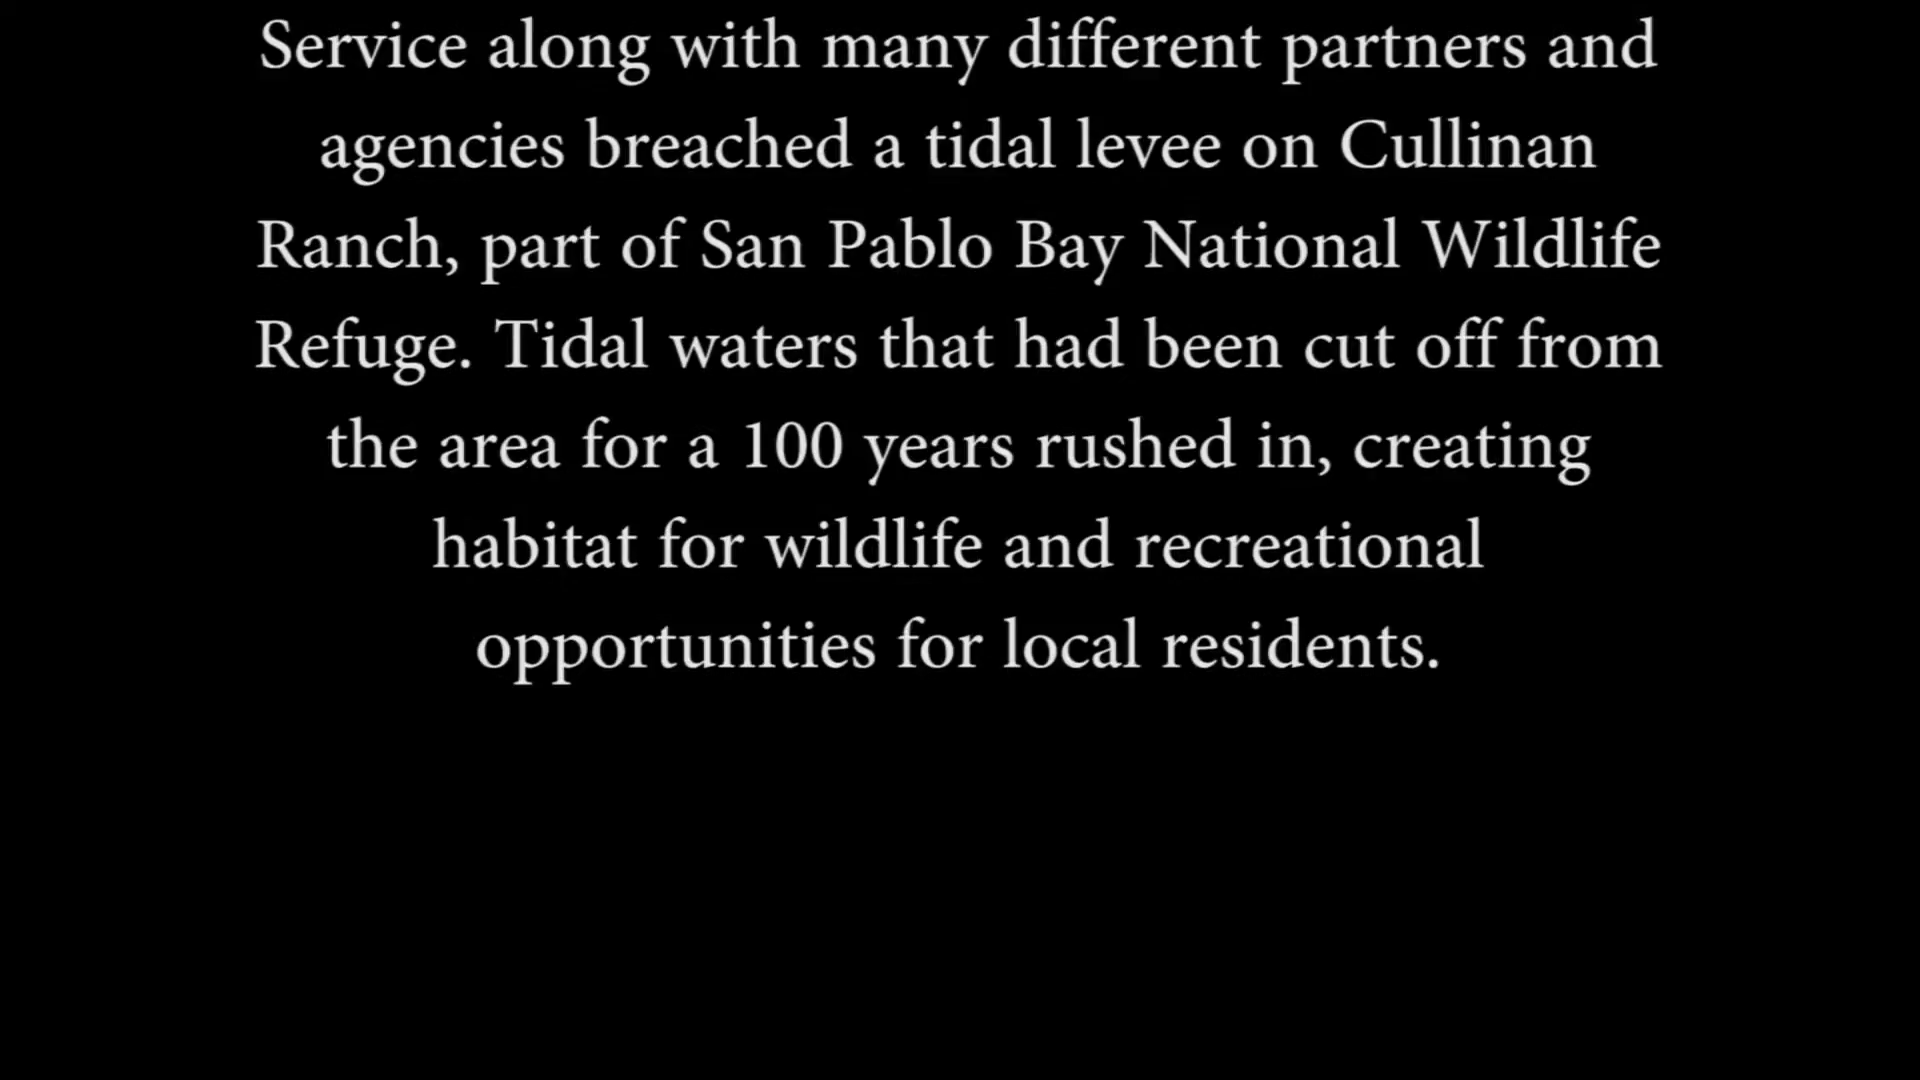 Service along with many different partners and
agencies breached a tidal levee on Cullinan
Ranch, part of San Pablo Bay National Wildlife
Refuge. Tidal waters that had been cut off from
the area for a 100 years rushed in, creating
habitat for wildlife and recreational
opportunities for local residents.